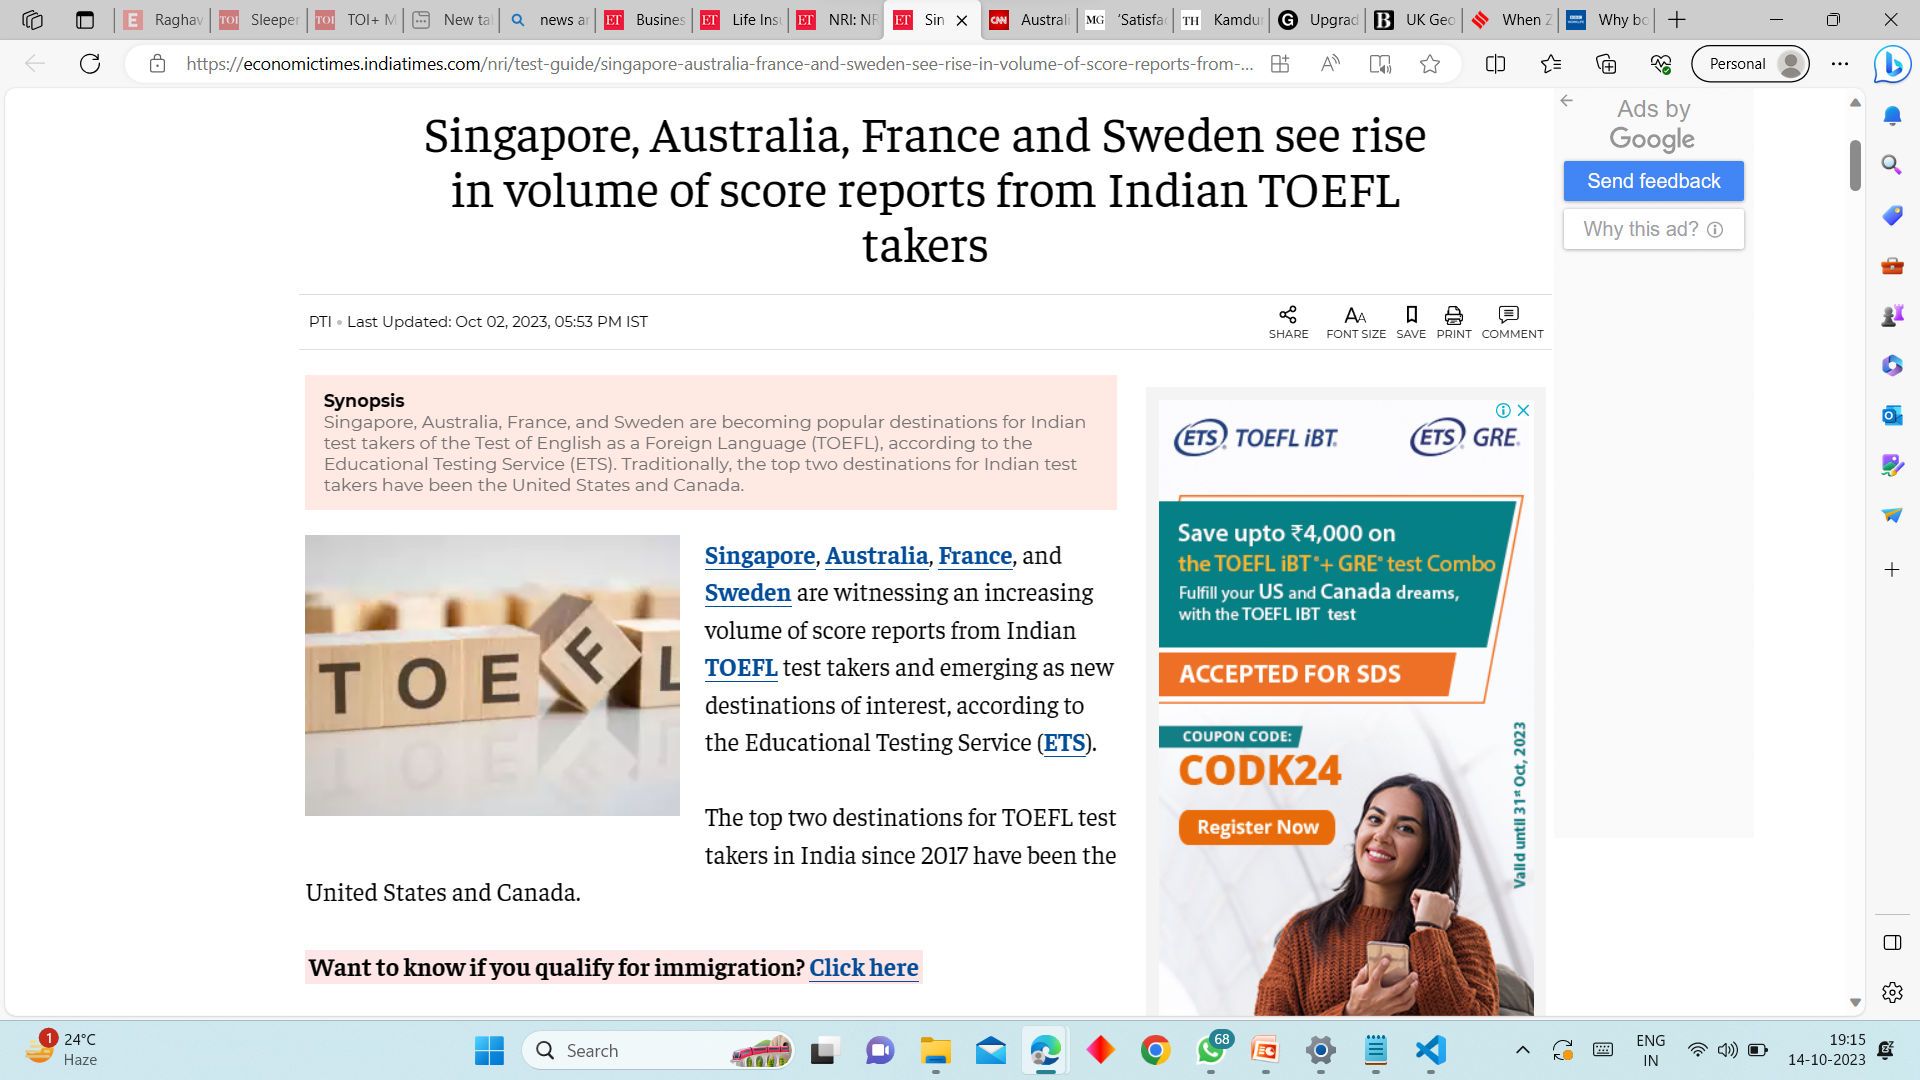 Raghav
Sleeper
TOI+ M
New tal
news ar
Busines
Life Insu
NRI: NR
Sin
Australi
'Satisfac
Kamdur
Upgrad
UK Geo
When Z
Why bo
https://economictimes.indiatimes.com/nri/test-guide/singapore-australia-france-and-sweden-see-rise-in-volume-of-score-reports-from-...
Personal
Singapore, Australia, France and Sweden see rise
in volume of score reports from Indian TOEFL
takers
PTI • Last Updated: Oct 02, 2023, 05:53 PM IST
SHARE
FONT SIZE
SAVE
PRINT
COMMENT
Synopsis
Singapore, Australia, France, and Sweden are becoming popular destinations for Indian
test takers of the Test of English as a Foreign Language (TOEFL), according to the
Educational Testing Service (ETS). Traditionally, the top two destinations for Indian test
takers have been the United States and Canada.
TOEFL
Singapore, Australia, France, and
Sweden are witnessing an increasing
volume of score reports from Indian
TOEFL test takers and emerging as new
destinations of interest, according to
the Educational Testing Service (ETS).
The top two destinations for TOEFL test
takers in India since 2017 have been the
United States and Canada.
Want to know if you qualify for immigration? Click here
ETS TOEFL iBT®
ETS GRE®
Save upto ₹4,000 on
the TOEFL iBT® + GRE® test Combo
Fulfill your US and Canada dreams,
with the TOEFL IBT test
ACCEPTED FOR SDS
COUPON CODE:
CODK24
Register Now
Valid until 31st Oct, 2023
Ads by
Google
Send feedback
Why this ad?
1
24°C
Haze
Search
68
ENG
IN
19:15
14-10-2023